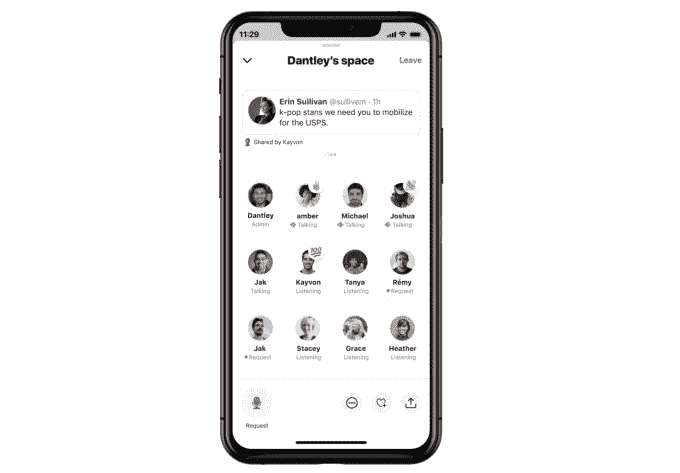 11:29
Dantley's space
Leave
Erin Sullivan @sullivem · 1h
k-pop stans we need you to mobilize
for the USPS.
Shared by Kayvon
100
Dantley amber Michael Joshua
Admin Talking Talking Talking
Jak Kayvon Tanya Rémy
Talking Listening Listening Request
Jak Stacey Grace Heather
Request Listening Listening Listening
Request